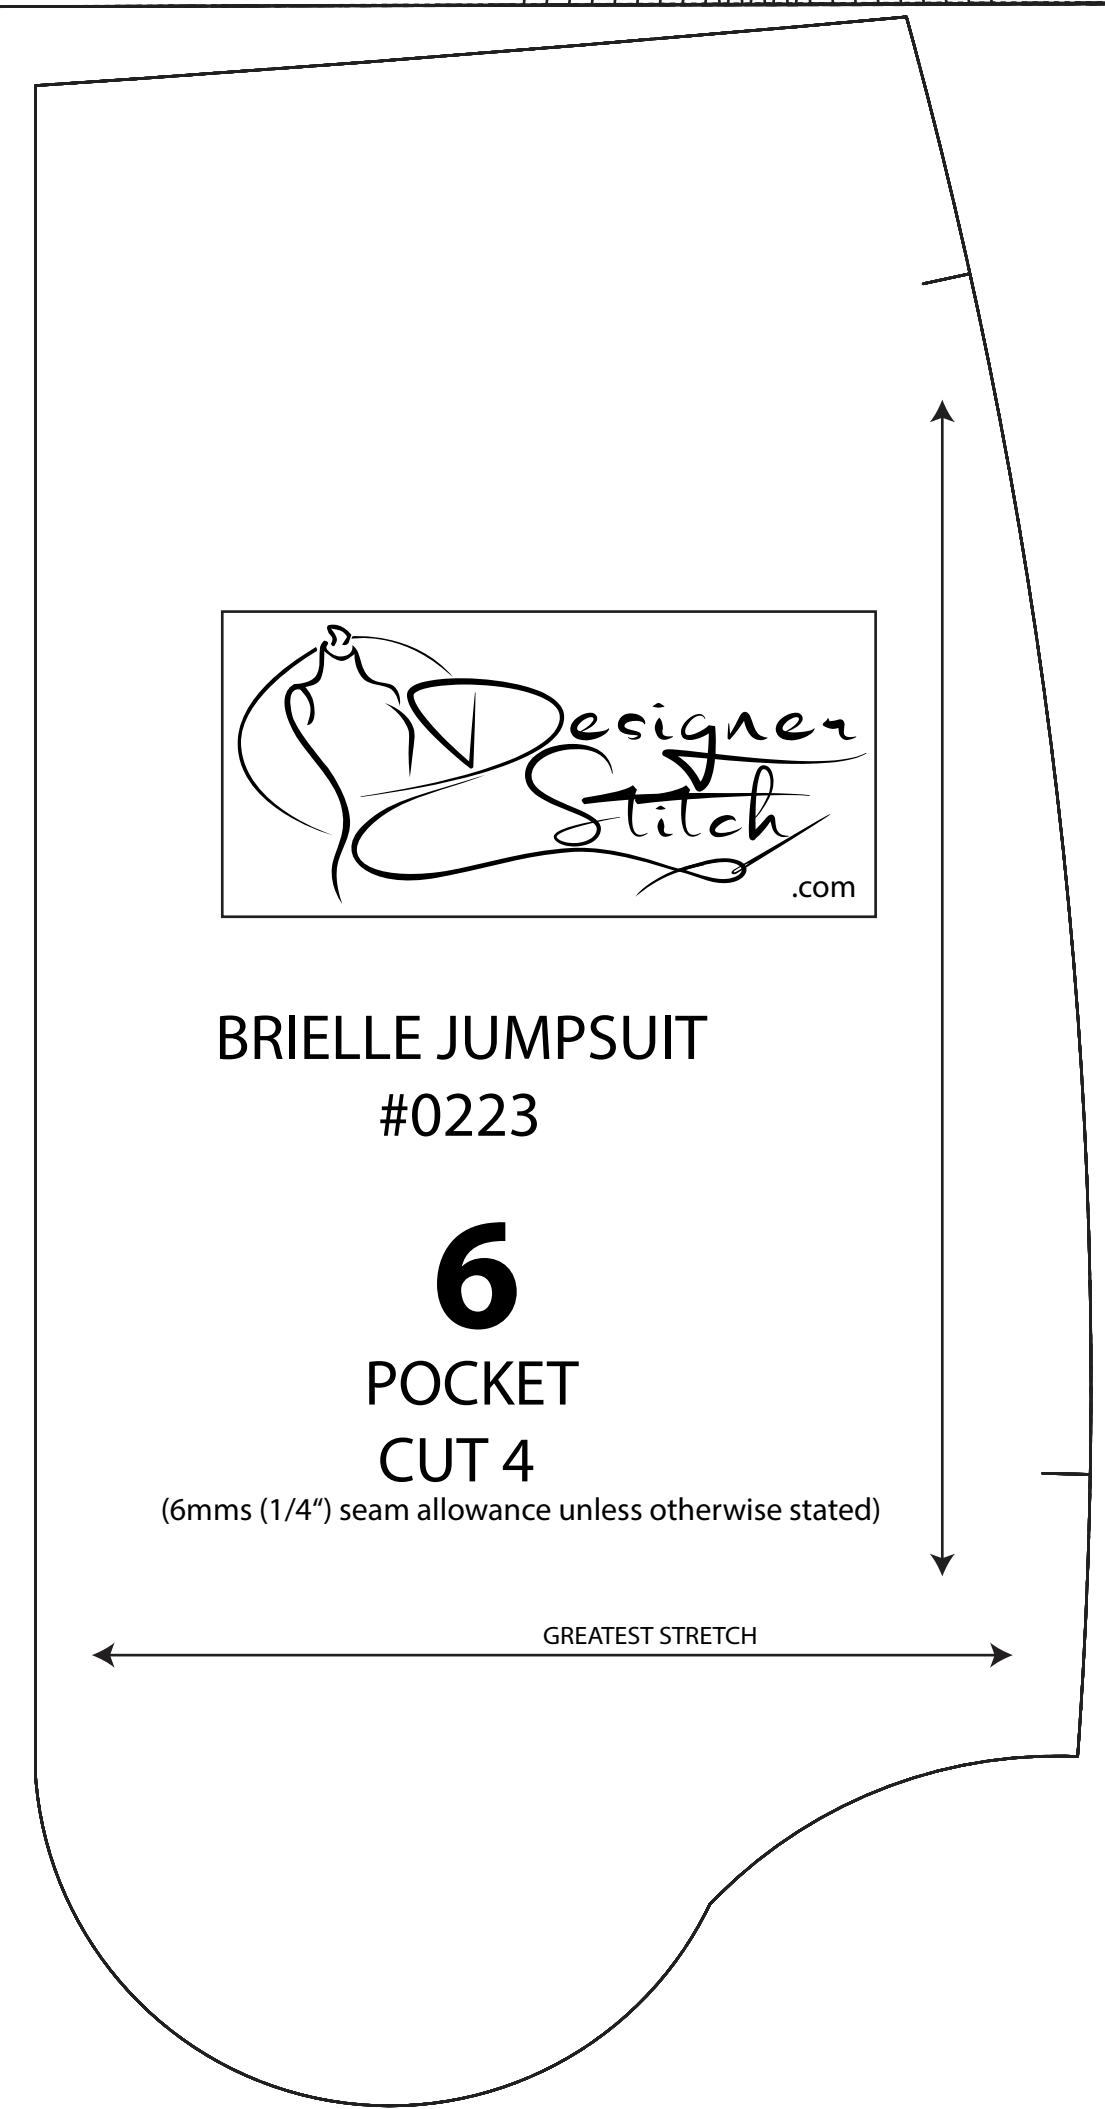 Designer
Stitch
.com
BRIELLE JUMPSUIT
#0223
6
POCKET
CUT 4
(6mms (1/4“) seam allowance unless otherwise stated)
GREATEST STRETCH